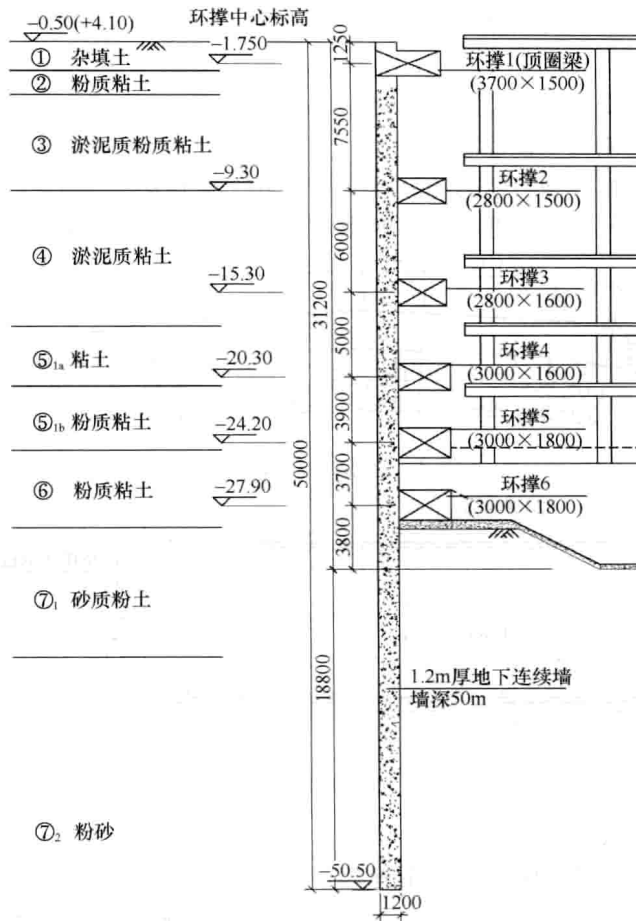 -0.50(+4.10)
环撑中心标高
① 杂填土
-1.750
1250
环撑1(顶圈梁)
(3700×1500)
② 粉质粘土
7550
③ 淤泥质粉质粘土
-9.30
环撑2
(2800×1500)
6000
④ 淤泥质粘土
-15.30
31200
环撑3
(2800×1600)
5000
⑤1a 粘土
-20.30
环撑4
(3000×1600)
3900
⑤1b 粉质粘土
-24.20
50000
环撑5
(3000×1800)
3700
⑥ 粉质粘土
-27.90
环撑6
(3000×1800)
3800
⑦1 砂质粉土
18800
1.2m厚地下连续墙
墙深50m
⑦2 粉砂
-50.50
1200